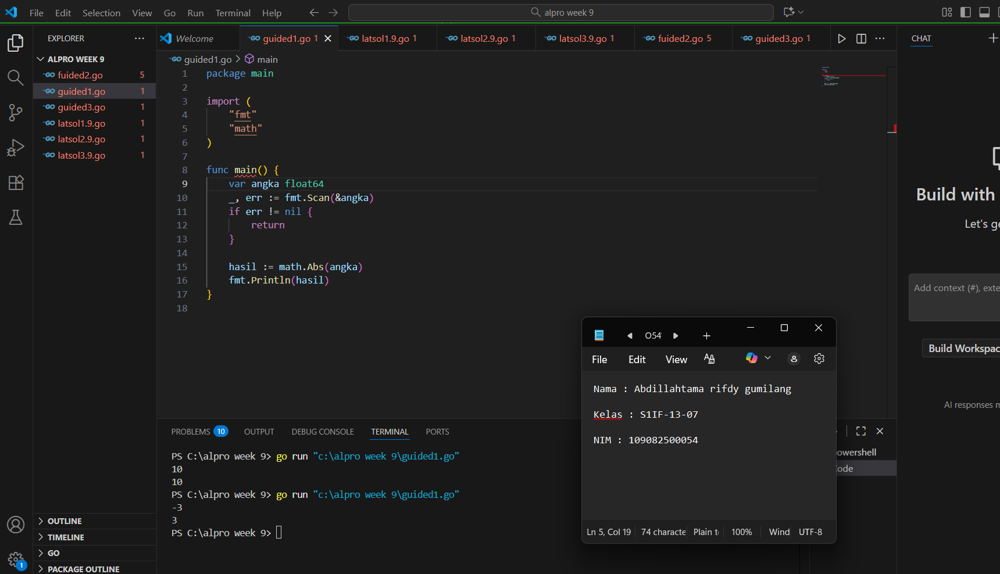 File Edit Selection View Go Run Terminal Help
alpro week 9
EXPLORER
ALPRO WEEK 9
fuided2.go 5
guided1.go 1
guided3.go 1
latsol1.9.go 1
latsol2.9.go 1
latsol3.9.go 1
OUTLINE
TIMELINE
GO
PACKAGE OUTLINE
1
Welcome
guided1.go 1
latsol1.9.go 1
latsol2.9.go 1
latsol3.9.go 1
fuided2.go 5
guided3.go 1
guided1.go > main
1 package main
2
3 import (
4 "fmt"
5 "math"
6 )
7
8 func main() {
9 var angka float64
10 _, err := fmt.Scan(&angka)
11 if err != nil {
12 return
13 }
14
15 hasil := math.Abs(angka)
16 fmt.Println(hasil)
17 }
18
PROBLEMS 10 OUTPUT DEBUG CONSOLE TERMINAL PORTS
PS C:\alpro week 9> go run "c:\alpro week 9\guided1.go"
10
10
PS C:\alpro week 9> go run "c:\alpro week 9\guided1.go"
-3
3
PS C:\alpro week 9>
owershell
ode
O54
File Edit View
Nama : Abdillahtama rifdy gumilang
Kelas : S1IF-13-07
NIM : 109082500054
Ln 5, Col 19 74 characte Plain t 100% Wind UTF-8
CHAT
Build with
Let's ge
Add context (#), exte
Build Workspac
AI responses m